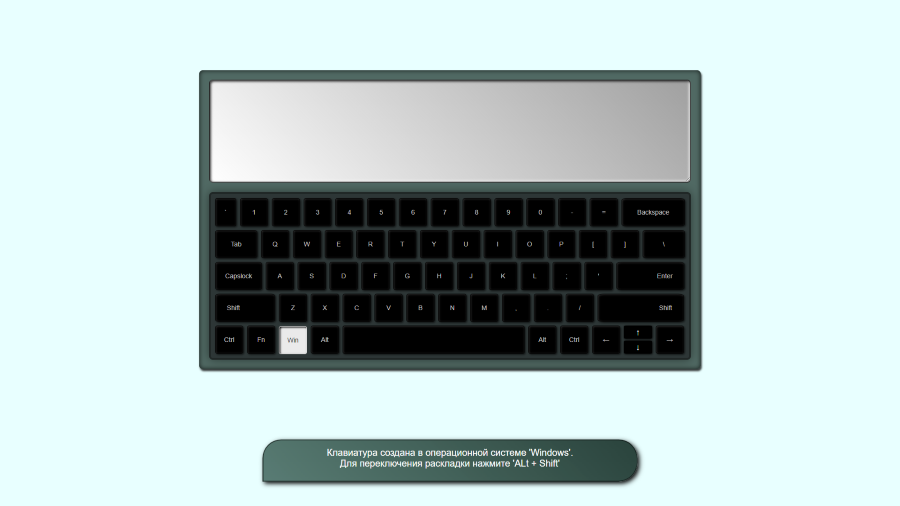 ` 1 2 3 4 5 6 7 8 9 0 - = Backspace
Tab Q W E R T Y U I O P [ ] \
Capslock A S D F G H J K L ; ' Enter
Shift Z X C V B N M , . / Shift
Ctrl Fn Win Alt Alt Ctrl ← ↑ ↓ →
Клавиатура создана в операционной системе 'Windows'.
Для переключения раскладки нажмите 'ALt + Shift'